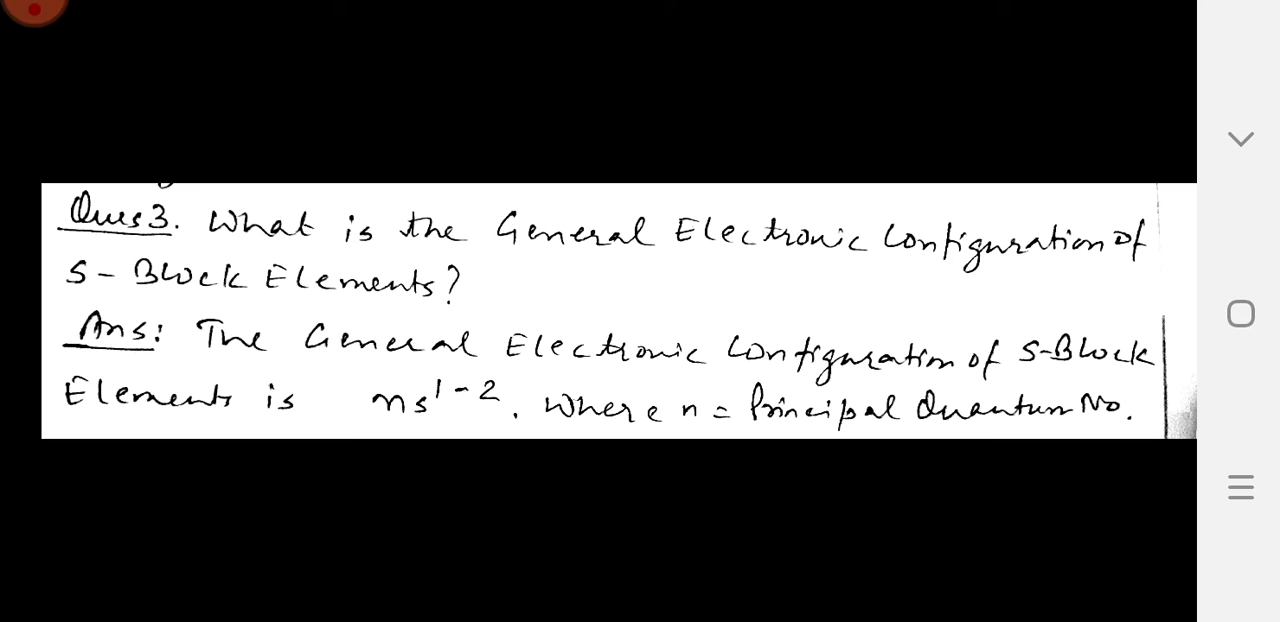 Ques 3. What is the General Electronic Configuration of
S-Block Elements?
Ans: The General Electronic Configuration of S-Block
Elements is ns¹⁻². Where n = Principal Quantum No.